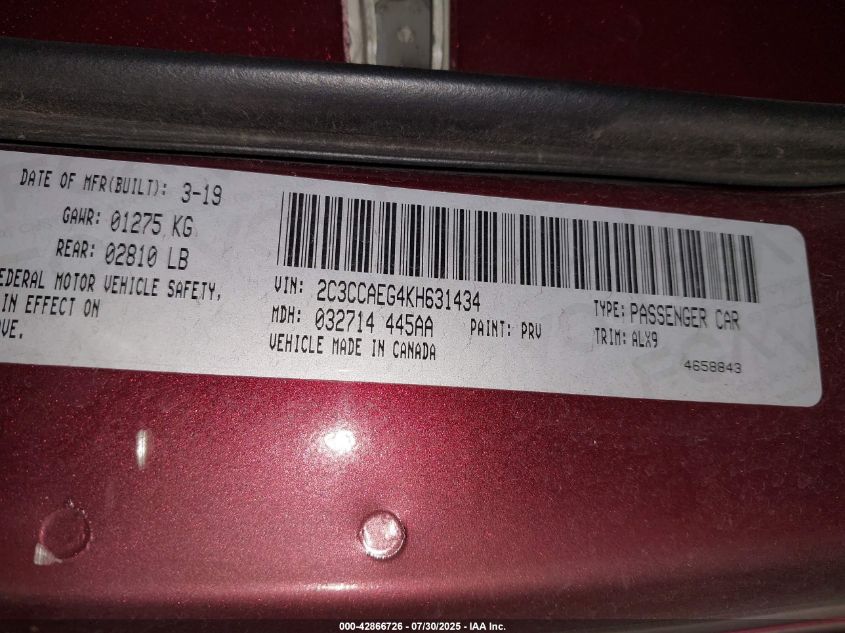 DATE OF MFR(BUILT): 3-19
GAWR: 01275 KG
REAR: 02810 LB
FEDERAL MOTOR VEHICLE SAFETY,
IN EFFECT ON
OVE.
VIN: 2C3CCAEG4KH631434
MDH: 032714 445AA PAINT: PRV
VEHICLE MADE IN CANADA
TYPE: PASSENGER CAR
TRIM: ALX9
4658843
000-42866726 - 07/30/2025 - IAA Inc.